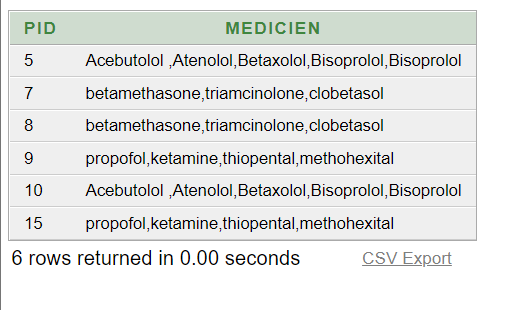 PID MEDICIEN
5 Acebutolol ,Atenolol,Betaxolol,Bisoprolol,Bisoprolol
7 betamethasone,triamcinolone,clobetasol
8 betamethasone,triamcinolone,clobetasol
9 propofol,ketamine,thiopental,methohexital
10 Acebutolol ,Atenolol,Betaxolol,Bisoprolol,Bisoprolol
15 propofol,ketamine,thiopental,methohexital
6 rows returned in 0.00 seconds CSV Export